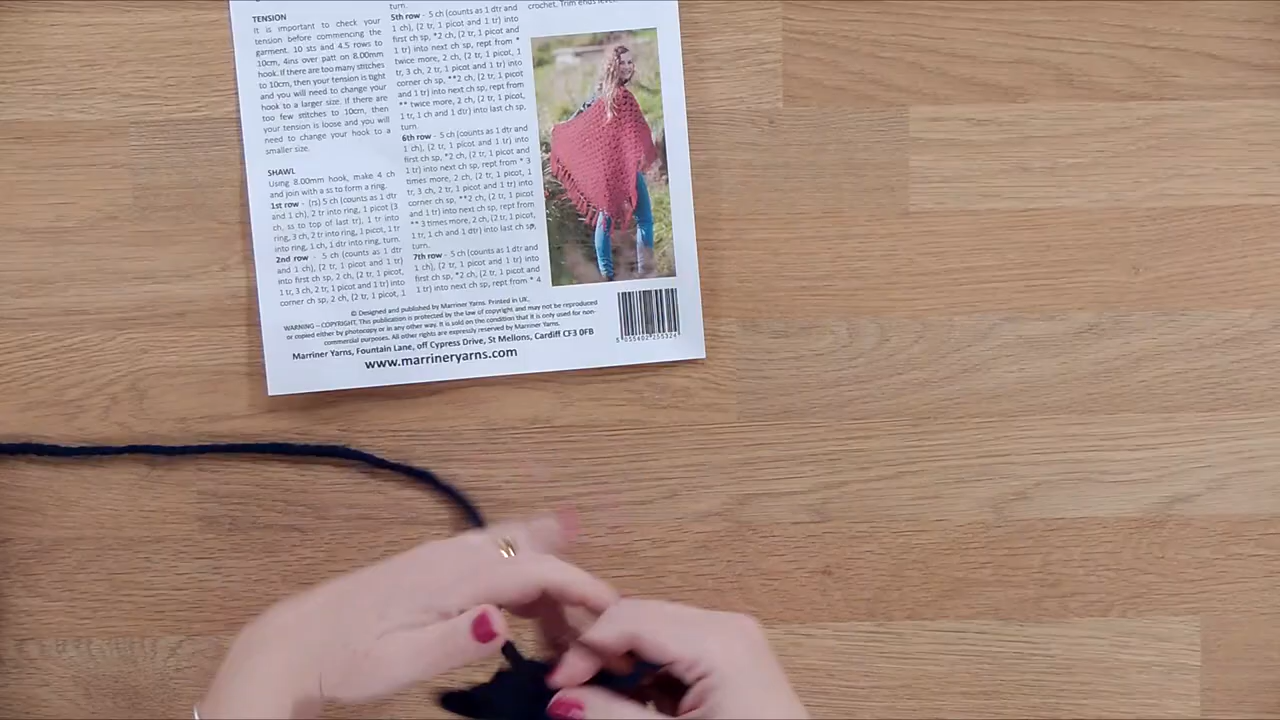 TENSION
It is important to check your
tension before commencing the
garment. 10 sts and 4.5 rows to
10cm, 4ins over patt on 8.00mm
hook. If there are too many stitches
to 10cm, then your tension is tight
and you will need to change your
hook to a larger size. If there are
too few stitches to 10cm, then
your tension is loose and you will
need to change your hook to a
smaller size.
SHAWL
Using 8.00mm hook, make 4 ch
and join with a ss to form a ring.
1st row - (rs) 5 ch (counts as 1 dtr
and 1 ch), 2 tr into ring, 1 picot (3
ch, ss to top of last tr), 1 tr into
ring, 3 ch, 2 tr into ring, 1 picot, 1 tr
into ring, 1 ch, 1 dtr into ring, turn.
2nd row - 5 ch (counts as 1 dtr
and 1 ch), (2 tr, 1 picot and 1 tr)
into first ch sp, 2 ch, (2 tr, 1 picot,
1 tr, 3 ch, 2 tr, 1 picot and 1 tr) into
corner ch sp, 2 ch, (2 tr, 1 picot, 1
turn.
5th row - 5 ch (counts as 1 dtr and
1 ch), (2 tr, 1 picot and 1 tr) into
first ch sp, *2 ch, (2 tr, 1 picot and
1 tr) into next ch sp, rept from *
twice more, 2 ch, (2 tr, 1 picot, 1
tr, 3 ch, 2 tr, 1 picot and 1 tr) into
corner ch sp, **2 ch, (2 tr, 1 picot
and 1 tr) into next ch sp, rept from
** twice more, 2 ch, (2 tr, 1 picot,
1 tr, 1 ch and 1 dtr) into last ch sp,
turn.
6th row - 5 ch (counts as 1 dtr and
1 ch), (2 tr, 1 picot and 1 tr) into
first ch sp, *2 ch, (2 tr, 1 picot and
1 tr) into next ch sp, rept from * 3
times more, 2 ch, (2 tr, 1 picot, 1
tr, 3 ch, 2 tr, 1 picot and 1 tr) into
corner ch sp, **2 ch, (2 tr, 1 picot
and 1 tr) into next ch sp, rept from
** 3 times more, 2 ch, (2 tr, 1 picot,
1 tr, 1 ch and 1 dtr) into last ch sp,
turn.
7th row - 5 ch (counts as 1 dtr and
1 ch), (2 tr, 1 picot and 1 tr) into
first ch sp, *2 ch, (2 tr, 1 picot and
1 tr) into next ch sp, rept from * 4
crochet. Trim ends level.
© Designed and published by Marriner Yarns. Printed in UK.
WARNING – COPYRIGHT. This publication is protected by the law of copyright and may not be reproduced
or copied either by photocopy or in any other way. It is sold on the condition that it is only used for non-
commercial purposes. All other rights are expressly reserved by Marriner Yarns.
Marriner Yarns, Fountain Lane, off Cypress Drive, St Mellons, Cardiff CF3 0FB
www.marrineryarns.com
5 055402 255324